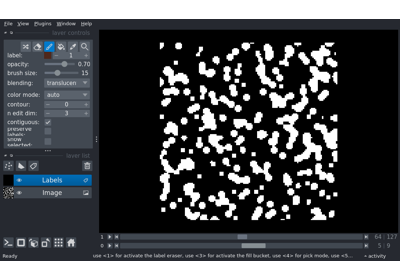 File View Plugins Window Help
layer controls
label: 1
opacity: 0.70
brush size: 15
blending: translucen
color mode: auto
contour: 0
n edit dim: 3
contiguous:
preserve
labels:
show
selected:
layer list
Labels
Image
1 64 127
0 5 9
Ready use <1> for activate the label eraser, use <3> for activate the fill bucket, use <4> for pick mode, use <5... activity